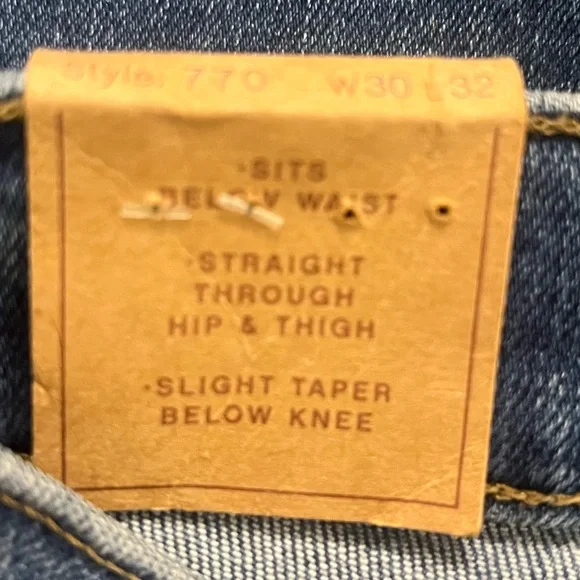 Style: 770 W30 L32
·SITS
BELOW WAIST
·STRAIGHT
THROUGH
HIP & THIGH
·SLIGHT TAPER
BELOW KNEE